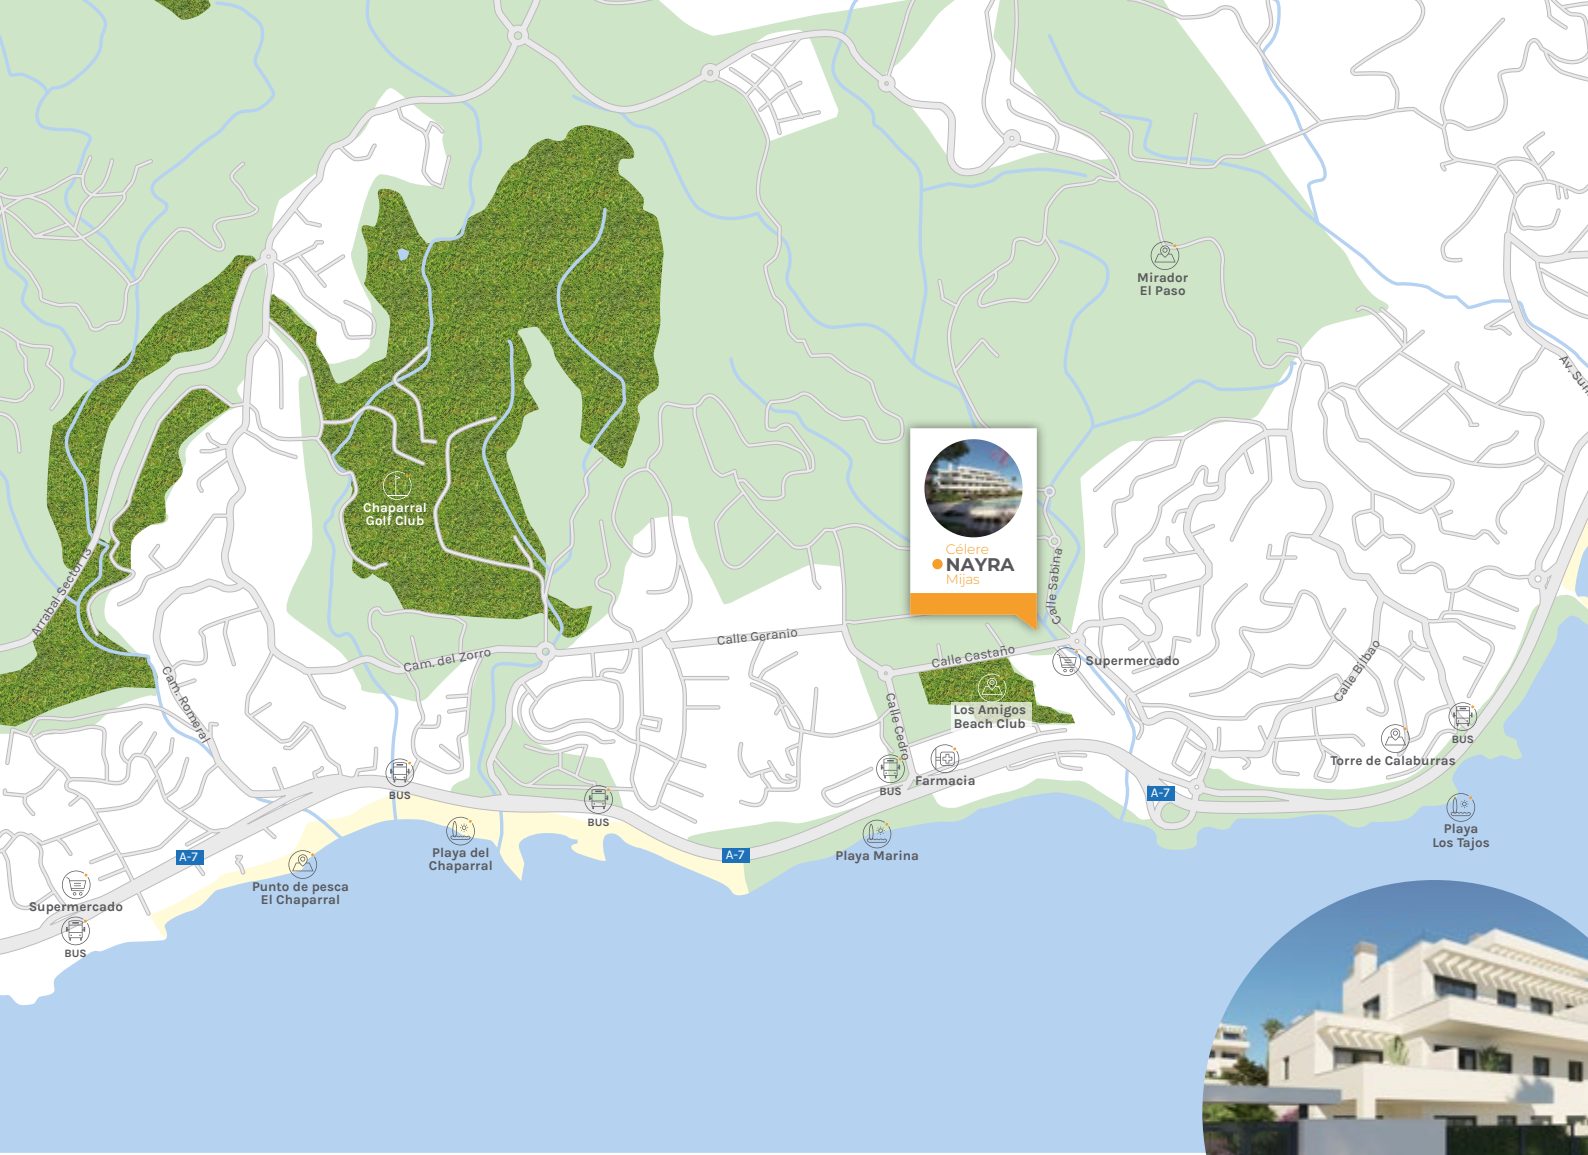 Mirador
El Paso
Av. Sun
Chaparral
Golf Club
Célere
NAYRA
Mijas
Calle Sabina
Arrabal Sector 13
Calle Geranio
Cam. del Zorro
Calle Castaño
Supermercado
Cam. Romeral
Calle Bilbao
Los Amigos
Beach Club
Calle Cedro
BUS
Torre de Calaburras
BUS
Farmacia
BUS
A-7
BUS
Playa del
Chaparral
A-7
A-7
Playa Marina
Playa
Los Tajos
Punto de pesca
El Chaparral
Supermercado
BUS